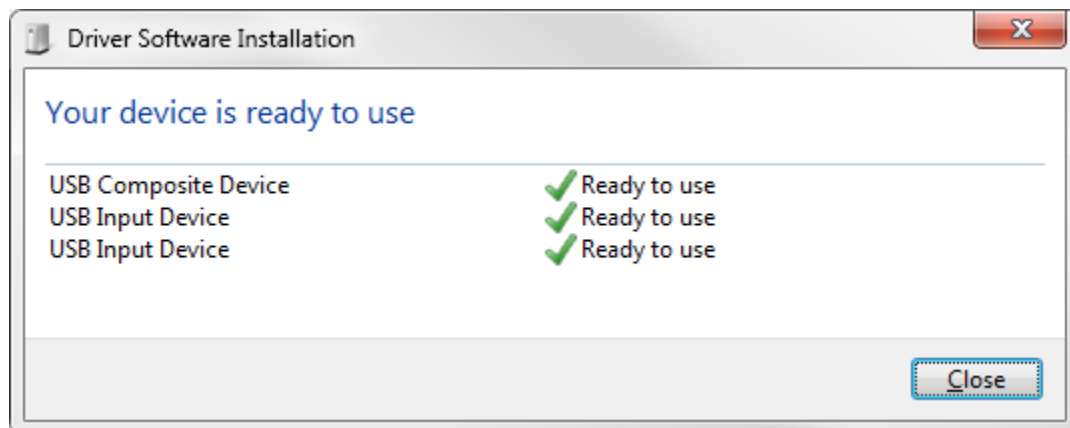 Driver Software Installation
Your device is ready to use
USB Composite Device Ready to use
USB Input Device Ready to use
USB Input Device Ready to use
Close